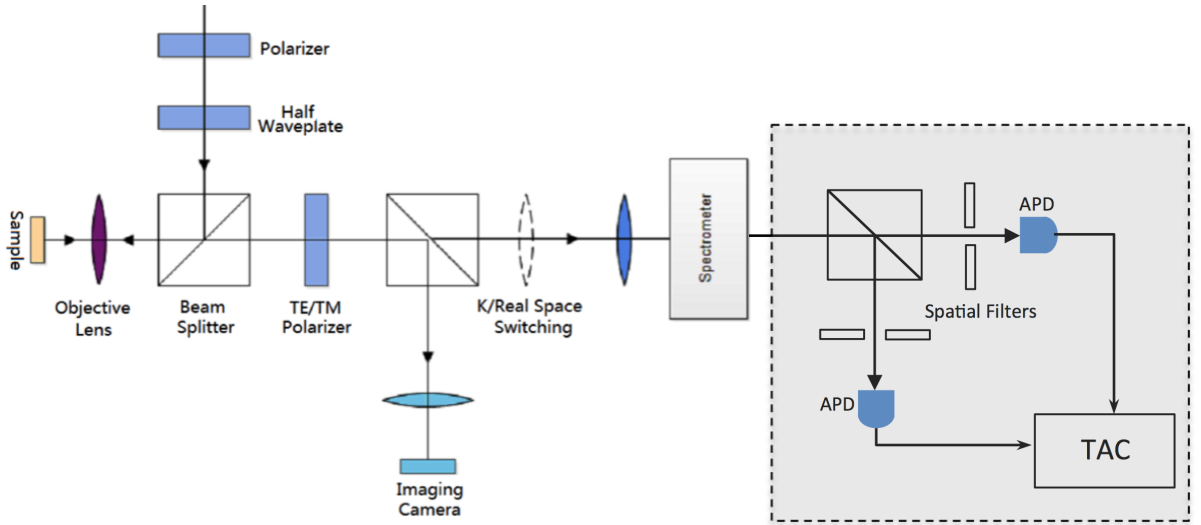 Polarizer
Half
Waveplate
Sample
Objective
Lens
Beam
Splitter
TE/TM
Polarizer
K/Real Space
Switching
Imaging
Camera
Spectrometer
APD
Spatial Filters
APD
TAC